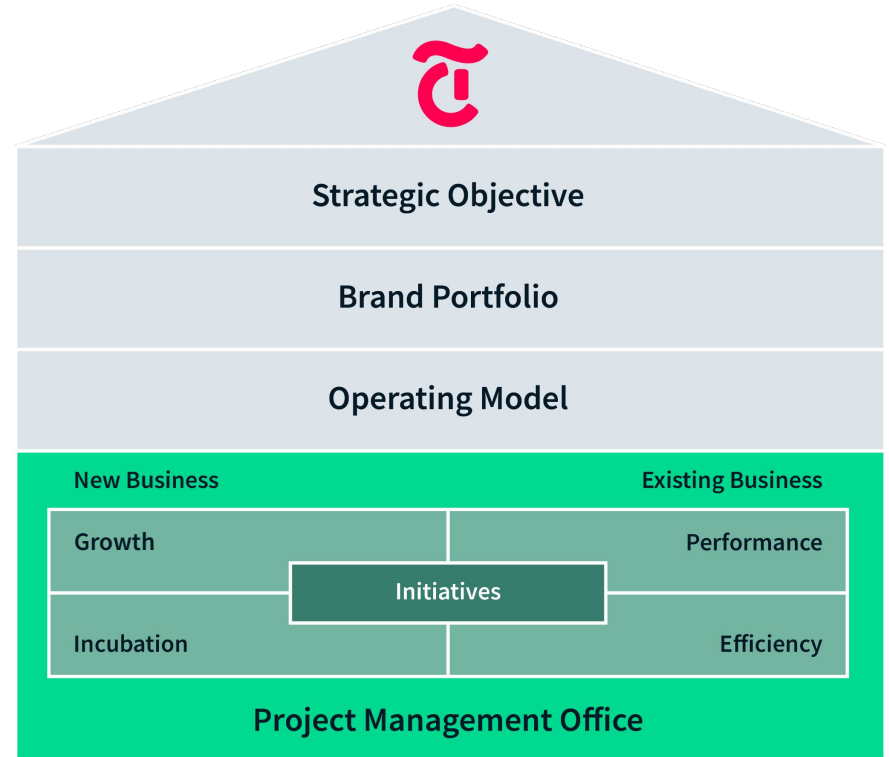 Strategic Objective
Brand Portfolio
Operating Model
New Business
Existing Business
Growth
Performance
Initiatives
Incubation
Efficiency
Project Management Office